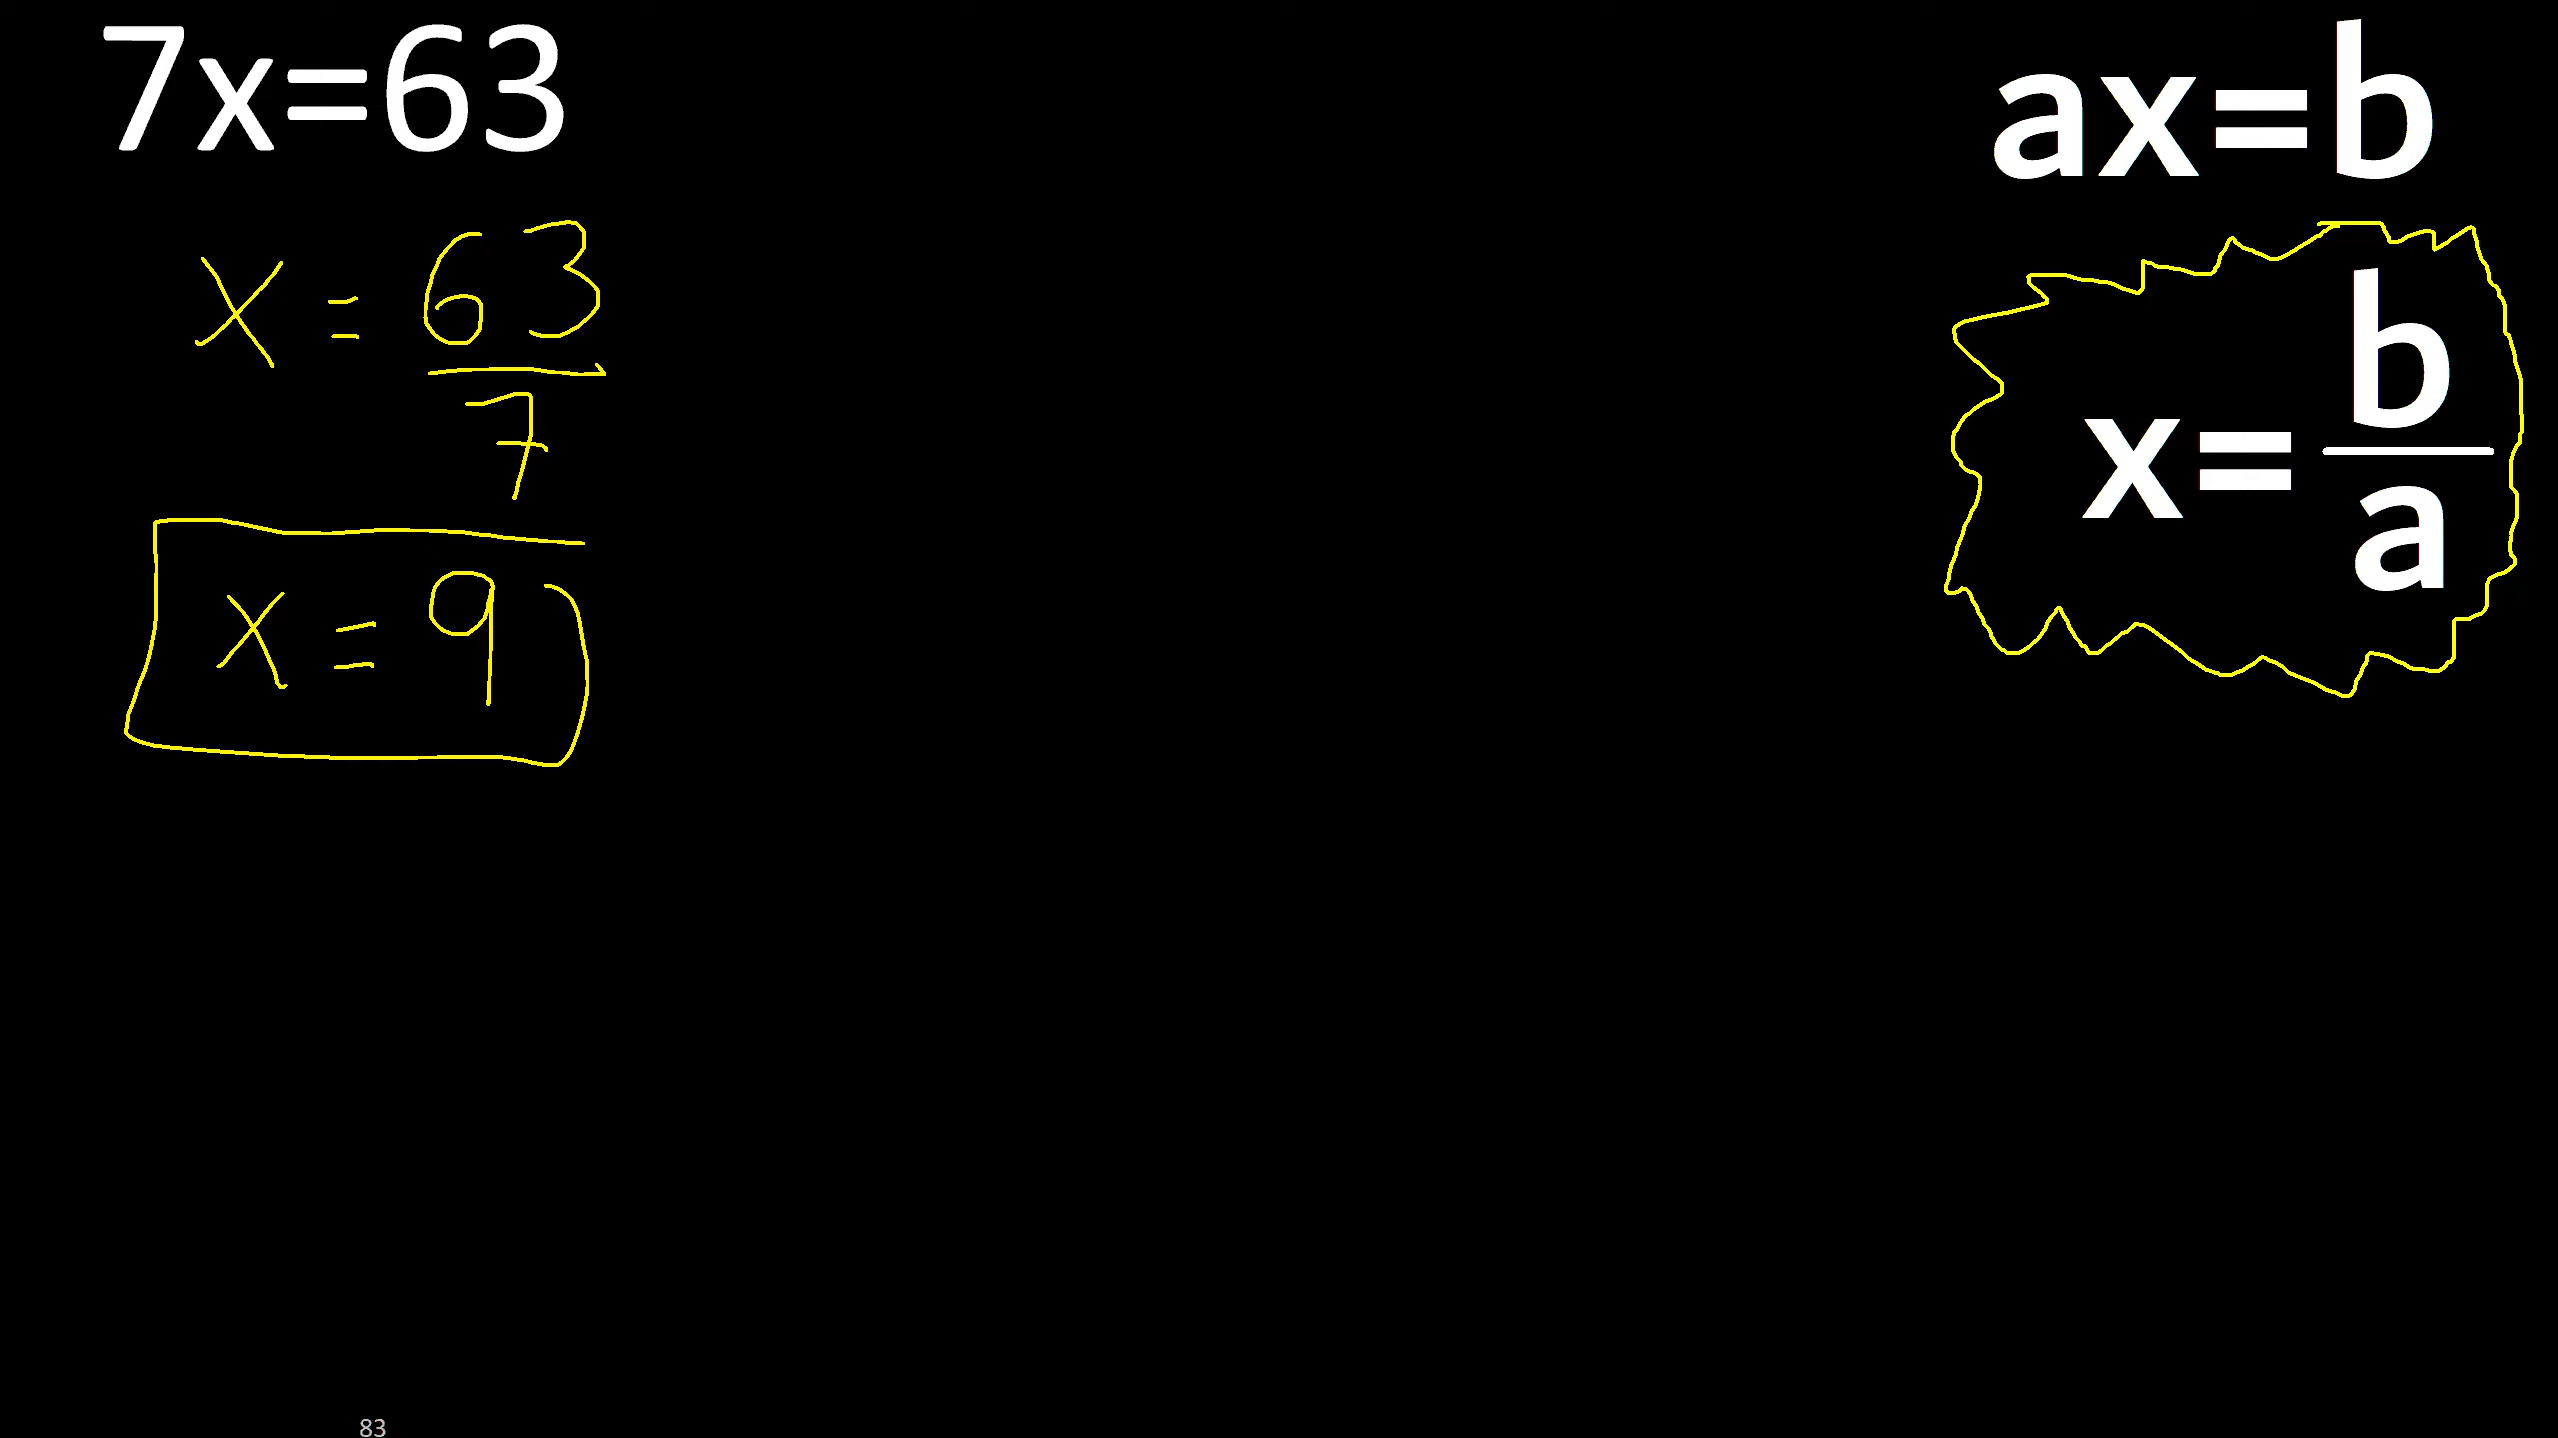 7x=63
x = 63
7
x = 9
ax=b
x=b/a
83